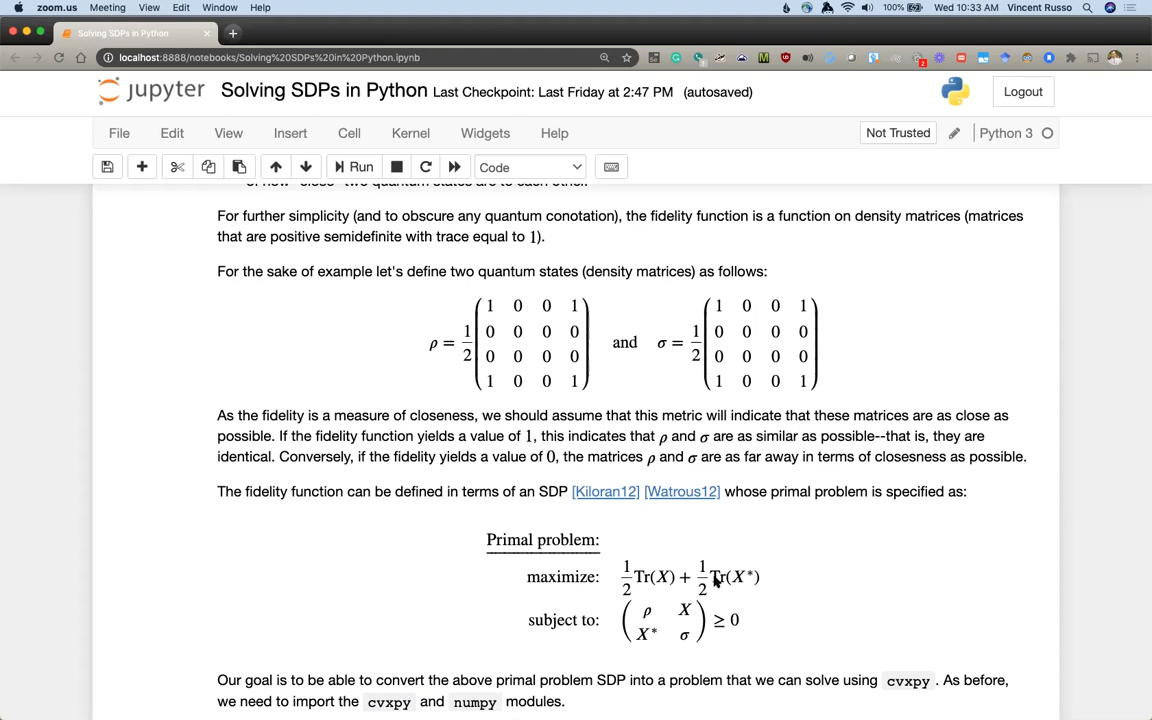 zoom.us Meeting View Edit Window Help 100% Wed 10:33 AM Vincent Russo
Solving SDPs in Python
localhost:8888/notebooks/Solving%20SDPs%20in%20Python.ipynb
jupyter Solving SDPs in Python Last Checkpoint: Last Friday at 2:47 PM (autosaved) Logout
File Edit View Insert Cell Kernel Widgets Help Not Trusted Python 3
Run Code
of how "close" two quantum states are to each other.
For further simplicity (and to obscure any quantum conotation), the fidelity function is a function on density matrices (matrices
that are positive semidefinite with trace equal to 1).
For the sake of example let's define two quantum states (density matrices) as follows:
ρ = 1/2 (1 0 0 1; 0 0 0 0; 0 0 0 0; 1 0 0 1) and σ = 1/2 (1 0 0 1; 0 0 0 0; 0 0 0 0; 1 0 0 1)
As the fidelity is a measure of closeness, we should assume that this metric will indicate that these matrices are as close as
possible. If the fidelity function yields a value of 1, this indicates that ρ and σ are as similar as possible--that is, they are
identical. Conversely, if the fidelity yields a value of 0, the matrices ρ and σ are as far away in terms of closesness as possible.
The fidelity function can be defined in terms of an SDP [Kiloran12] [Watrous12] whose primal problem is specified as:
Primal problem:
maximize: 1/2 Tr(X) + 1/2 Tr(X*)
subject to: (ρ X; X* σ) ≥ 0
Our goal is to be able to convert the above primal problem SDP into a problem that we can solve using cvxpy. As before,
we need to import the cvxpy and numpy modules.